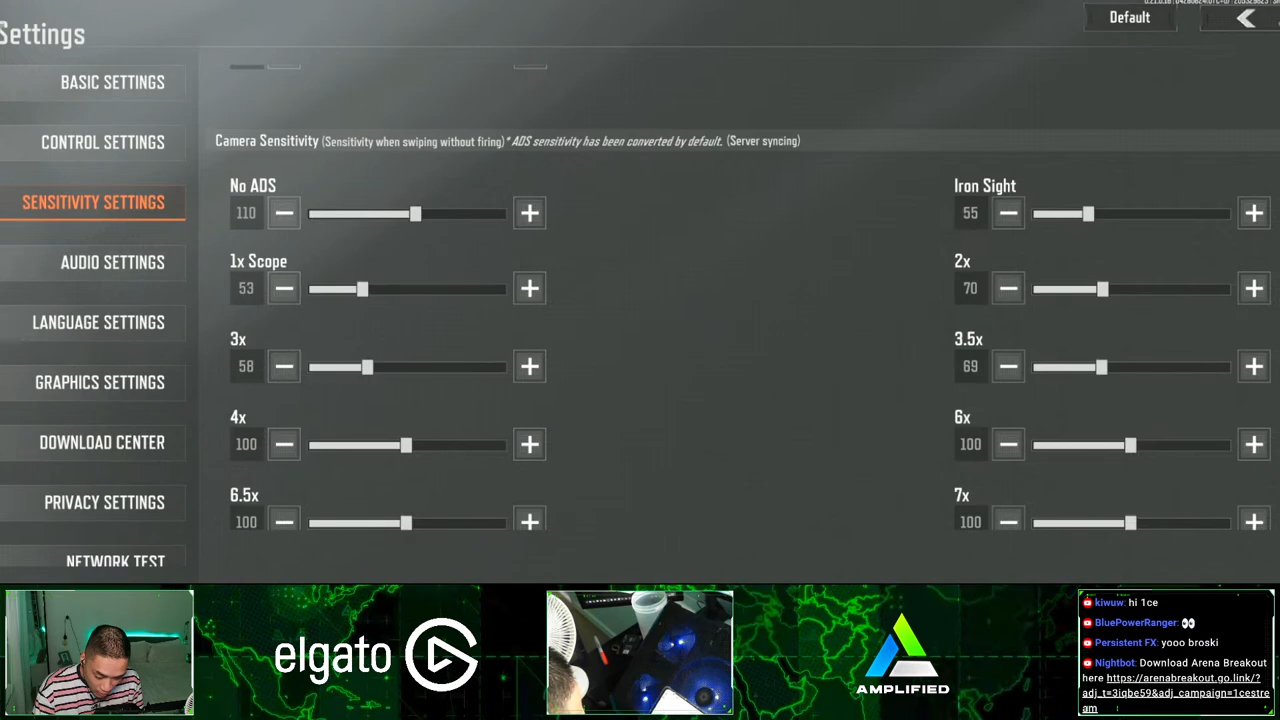 Settings
Default
BASIC SETTINGS
CONTROL SETTINGS
SENSITIVITY SETTINGS
AUDIO SETTINGS
LANGUAGE SETTINGS
GRAPHICS SETTINGS
DOWNLOAD CENTER
PRIVACY SETTINGS
NETWORK TEST
Camera Sensitivity (Sensitivity when swiping without firing)* ADS sensitivity has been converted by default. (Server syncing)
No ADS
110
Iron Sight
55
1x Scope
53
2x
70
3x
58
3.5x
69
4x
100
6x
100
6.5x
100
7x
100
elgato
AMPLIFIED
kiwuw: hi 1ce
BluePowerRanger: 👀
Persistent FX: yooo broski
Nightbot: Download Arena Breakout
here https://arenabreakout.go.link/?
adj_t=3iqbe59&adj_campaign=1cestre
am